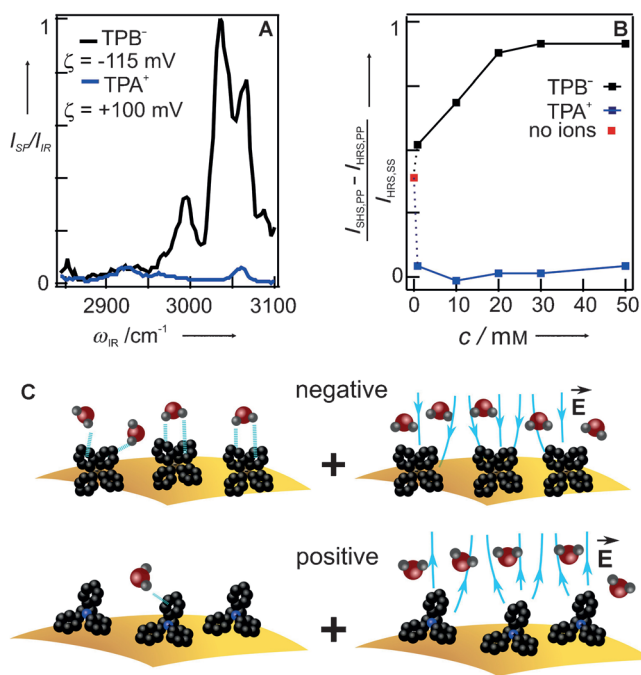 A
1
TPB⁻
ζ = -115 mV
TPA⁺
ζ = +100 mV
I_SF/I_IR
0
2900
3000
3100
ω_IR /cm⁻¹
B
1
TPB⁻
TPA⁺
no ions
I_SHS,PP - I_HRS,PP
I_HRS,SS
0
0
10
20
30
40
50
c / mM
C
negative
E
+
positive
E
+